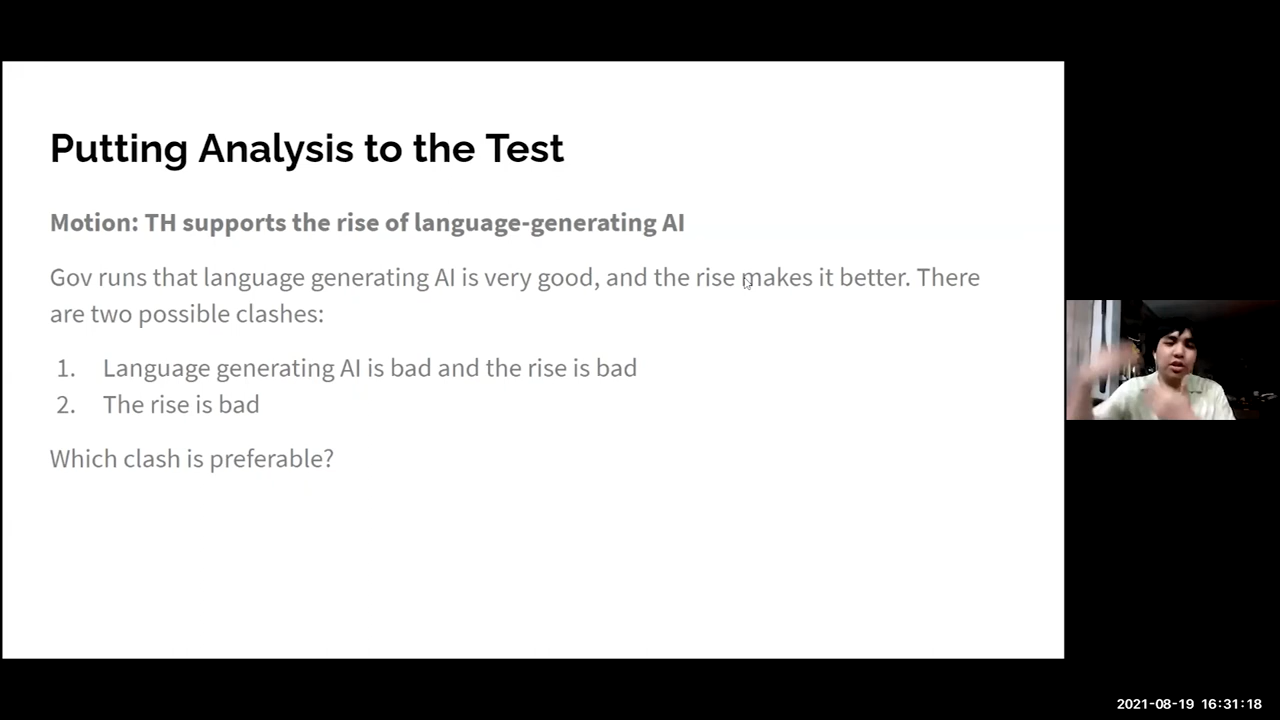 Putting Analysis to the Test
Motion: TH supports the rise of language-generating AI
Gov runs that language generating AI is very good, and the rise makes it better. There
are two possible clashes:
1. Language generating AI is bad and the rise is bad
2. The rise is bad
Which clash is preferable?
2021-08-19 16:31:18